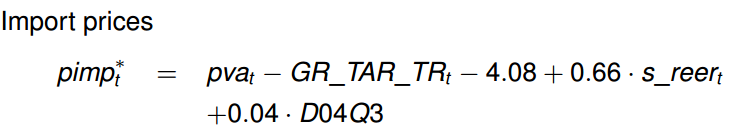 Import prices
pimp*t = pvat − GR_TAR_TRt − 4.08 + 0.66 · s_reert
+0.04 · D04Q3